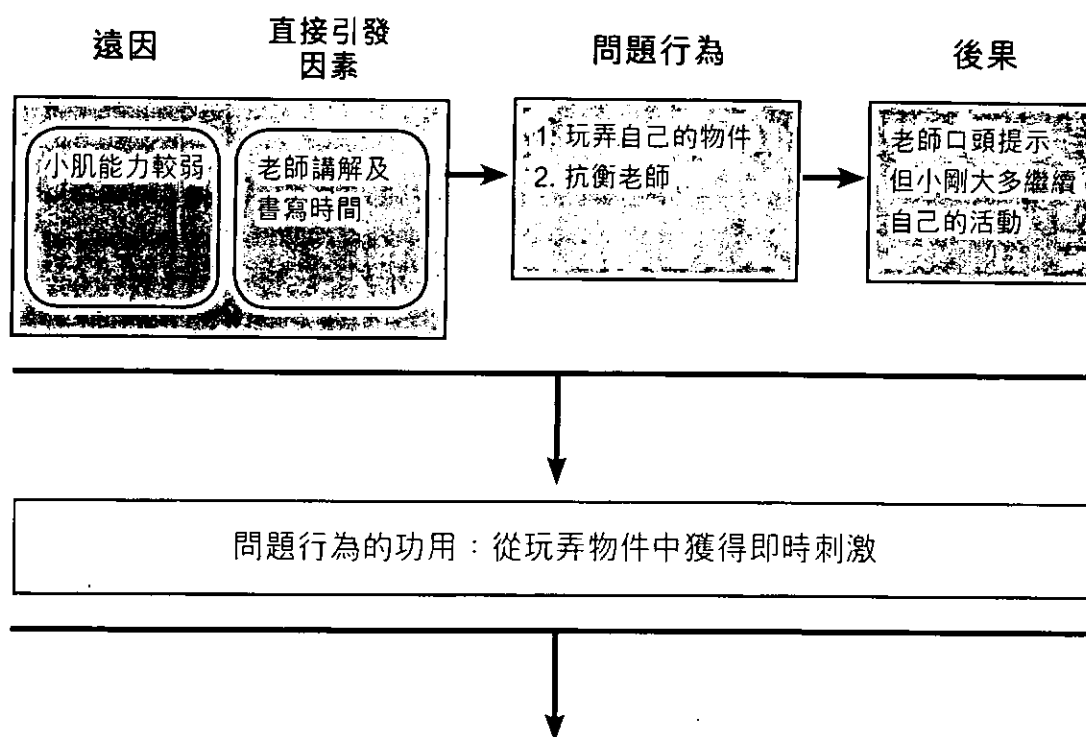 遠因
直接引發
因素
問題行為
後果
小肌能力較弱
老師講解及
書寫時間
1. 玩弄自己的物件
2. 抗衡老師
老師口頭提示
但小剛大多繼續
自己的活動
問題行為的功用：從玩弄物件中獲得即時刺激